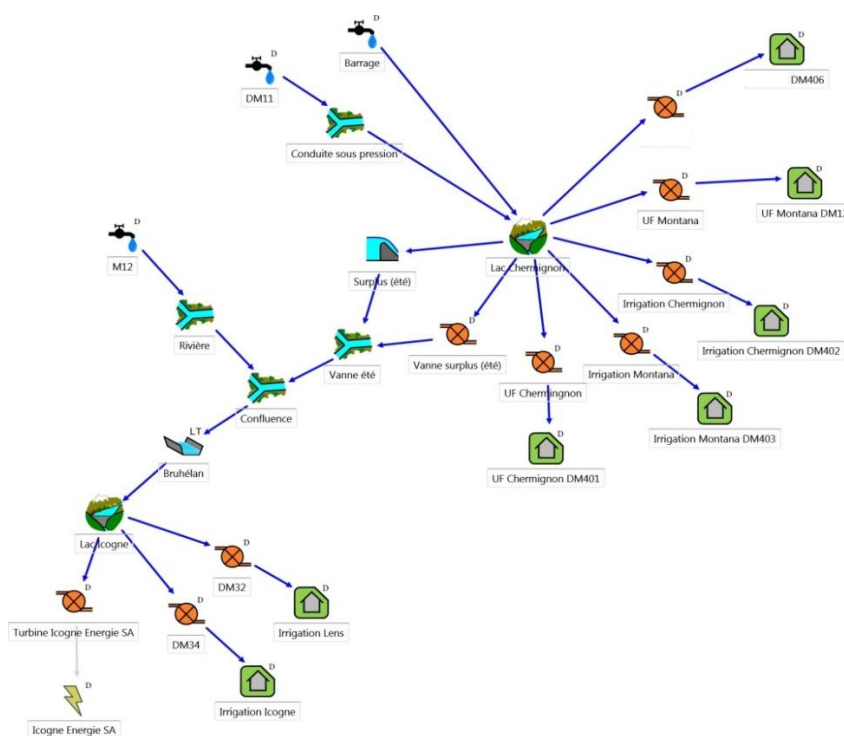 D
D
D
Barrage
DM406
DM11
D
D
Conduite sous pression
D
D
D
UF Montana
UF Montana DM12
M12
Lac Chermignon
D
Surplus (été)
Irrigation Chermignon
D
D
D
Rivière
D
Vanne été
Vanne surplus (été)
Irrigation Montana
Irrigation Chermignon DM402
UF Chermignon
D
Confluence
LT
Irrigation Montana DM403
D
Bruhélan
UF Chermignon DM401
Lac Icogne
D
DM32
D
D
D
Turbine Icogne Energie SA
Irrigation Lens
DM34
D
D
Irrigation Icogne
Icogne Energie SA